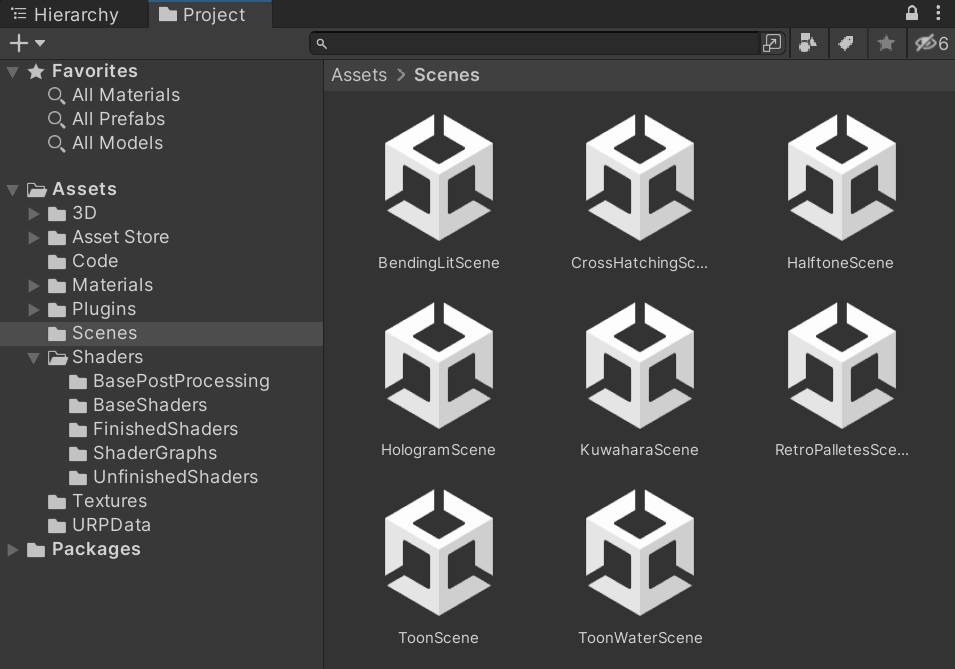 Hierarchy
Project
6
Favorites
All Materials
All Prefabs
All Models
Assets
3D
Asset Store
Code
Materials
Plugins
Scenes
Shaders
BasePostProcessing
BaseShaders
FinishedShaders
ShaderGraphs
UnfinishedShaders
Textures
URPData
Packages
Assets > Scenes
BendingLitScene
CrossHatchingSc...
HalftoneScene
HologramScene
KuwaharaScene
RetroPalletesSce...
ToonScene
ToonWaterScene